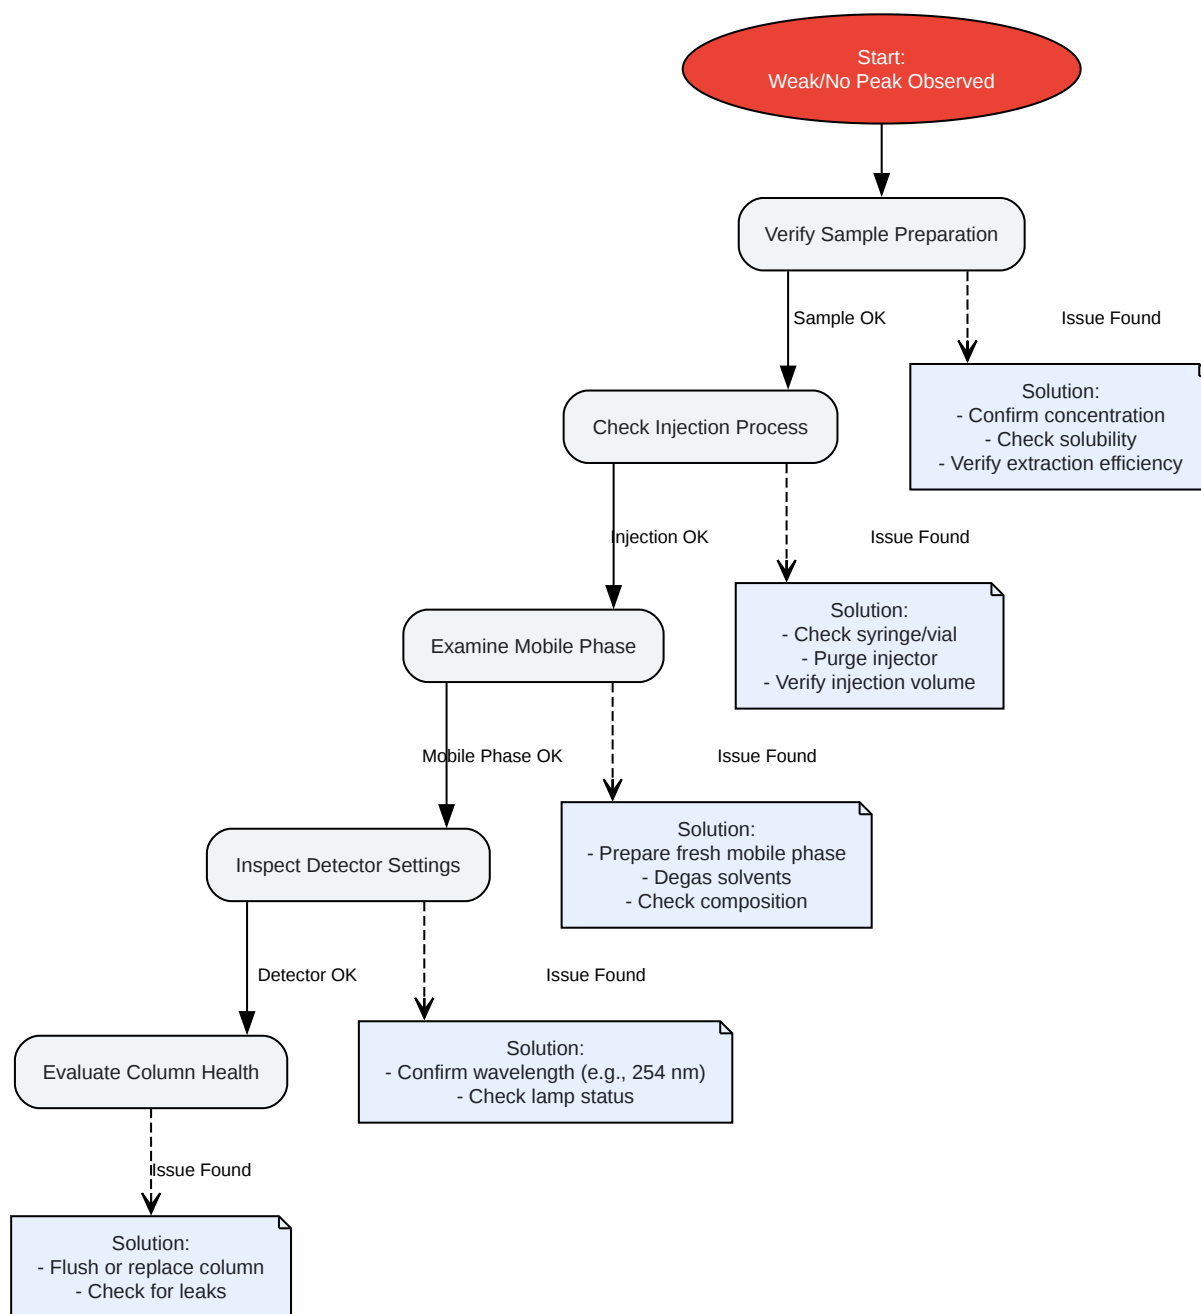 Start:
Weak/No Peak Observed
Verify Sample Preparation
Sample OK
Issue Found
Solution:
- Confirm concentration
- Check solubility
- Verify extraction efficiency
Check Injection Process
Injection OK
Issue Found
Solution:
- Check syringe/vial
- Purge injector
- Verify injection volume
Examine Mobile Phase
Mobile Phase OK
Issue Found
Solution:
- Prepare fresh mobile phase
- Degas solvents
- Check composition
Inspect Detector Settings
Detector OK
Issue Found
Solution:
- Confirm wavelength (e.g., 254 nm)
- Check lamp status
Evaluate Column Health
Issue Found
Solution:
- Flush or replace column
- Check for leaks